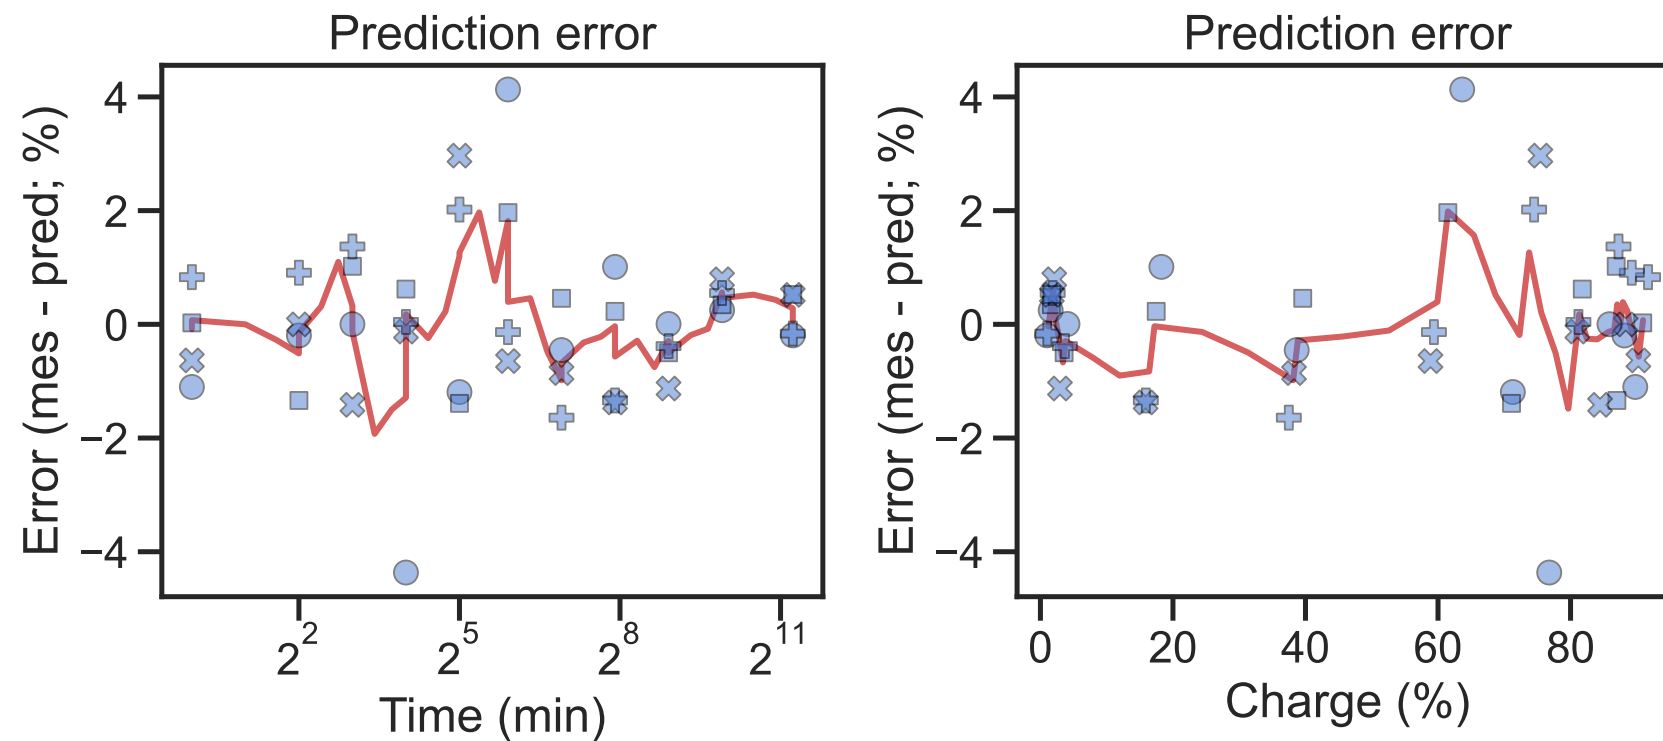 Prediction error
4
2
0
−2
−4
Error (mes - pred; %)
2^2 2^5 2^8 2^11
Time (min)
Prediction error
4
2
0
−2
−4
Error (mes - pred; %)
0 20 40 60 80
Charge (%)